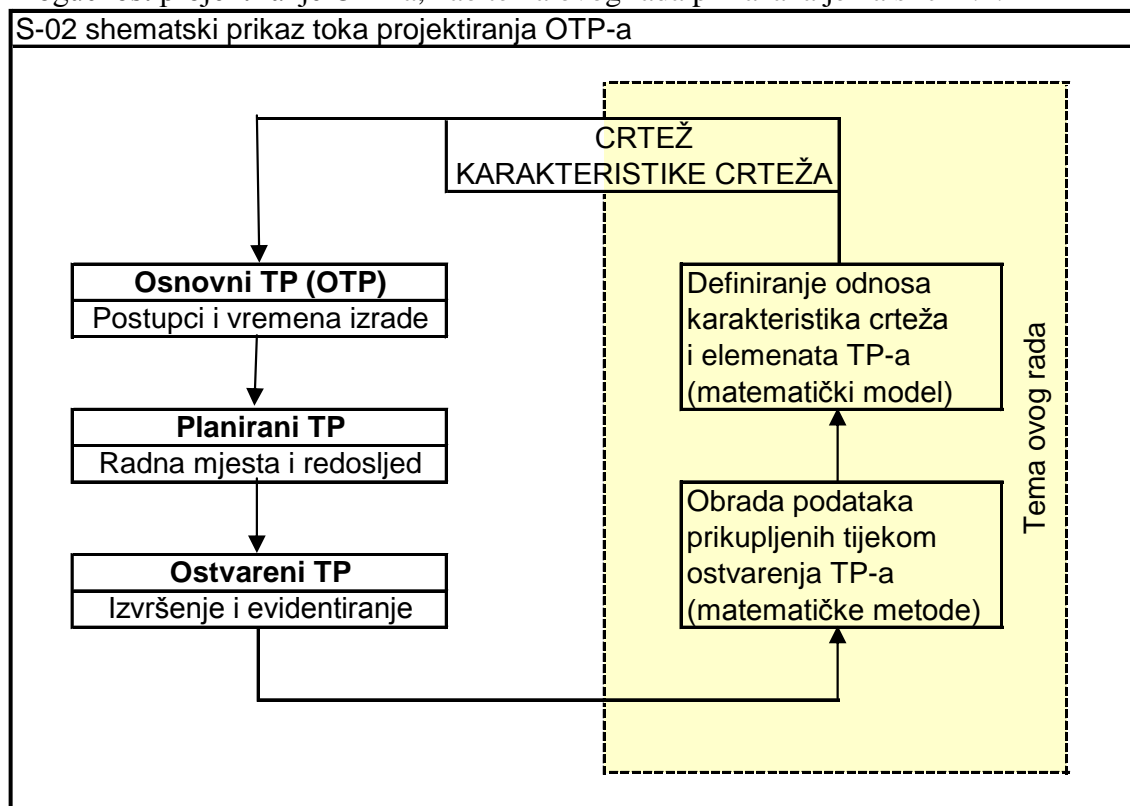 S-02 shematski prikaz toka projektiranja OTP-a
CRTEŽ
KARAKTERISTIKE CRTEŽA
Osnovni TP (OTP)
Postupci i vremena izrade
Planirani TP
Radna mjesta i redosljed
Ostvareni TP
Izvršenje i evidentiranje
Definiranje odnosa
karakteristika crteža
i elemenata TP-a
(matematički model)
Obrada podataka
prikupljenih tijekom
ostvarenja TP-a
(matematičke metode)
Tema ovog rada